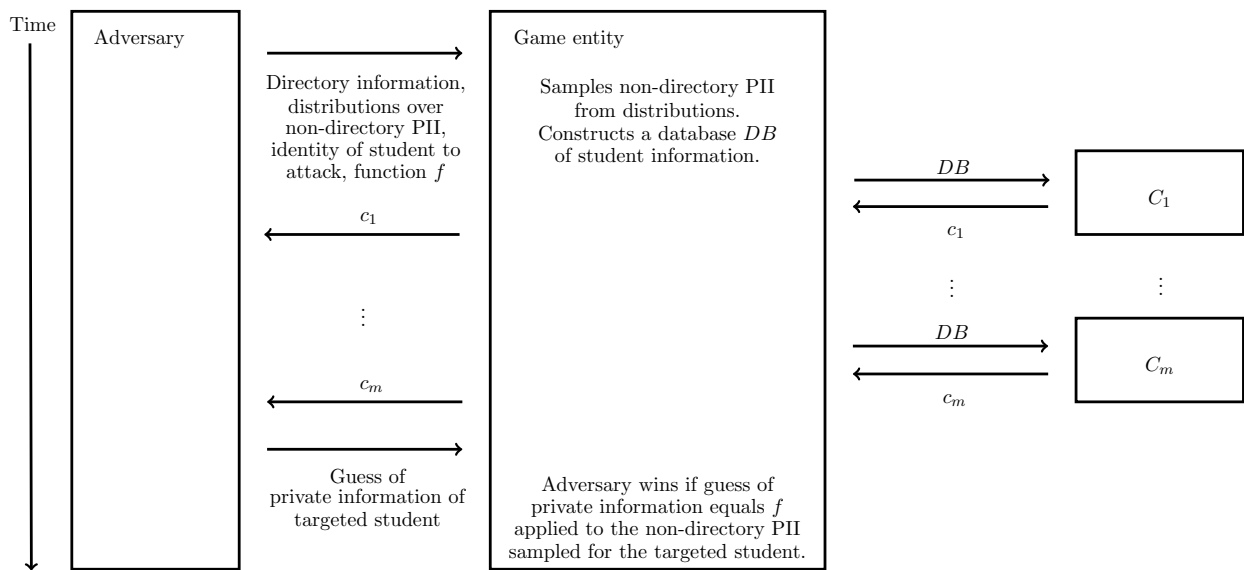 Time
Adversary
Directory information,
distributions over
non-directory PII,
identity of student to
attack, function f
c₁
⋮
cₘ
Guess of
private information of
targeted student
Game entity
Samples non-directory PII
from distributions.
Constructs a database DB
of student information.
Adversary wins if guess of
private information equals f
applied to the non-directory PII
sampled for the targeted student.
DB
c₁
⋮
DB
cₘ
C₁
⋮
Cₘ